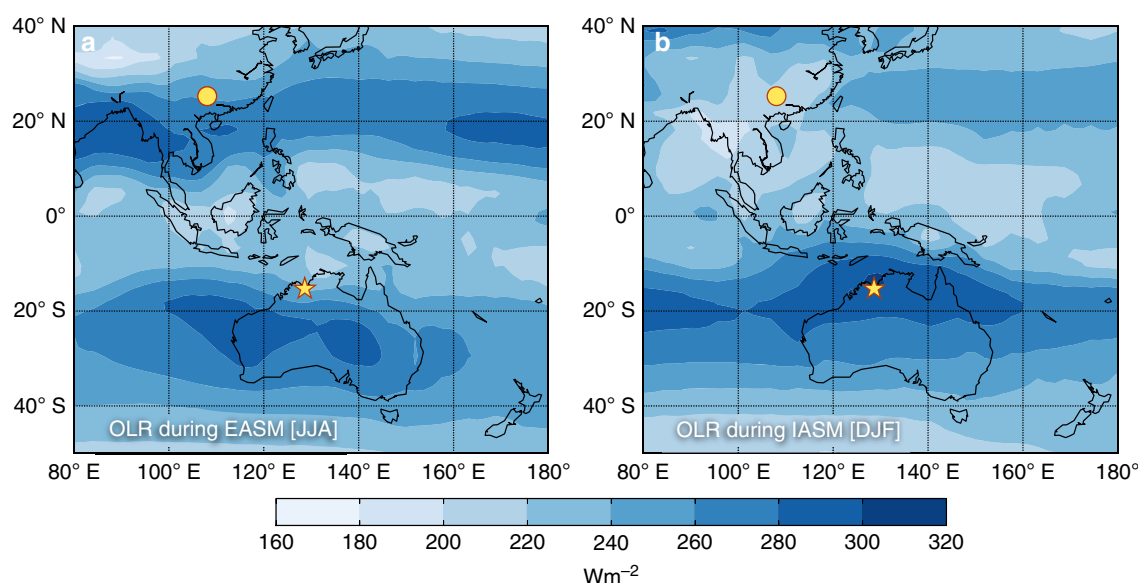 a
b
40° N
20° N
0°
20° S
40° S
40° N
20° N
0°
20° S
40° S
OLR during EASM [JJA]
OLR during IASM [DJF]
80° E 100° E 120° E 140° E 160° E 180°
80° E 100° E 120° E 140° E 160° E 180°
160 180 200 220 240 260 280 300 320
Wm⁻²